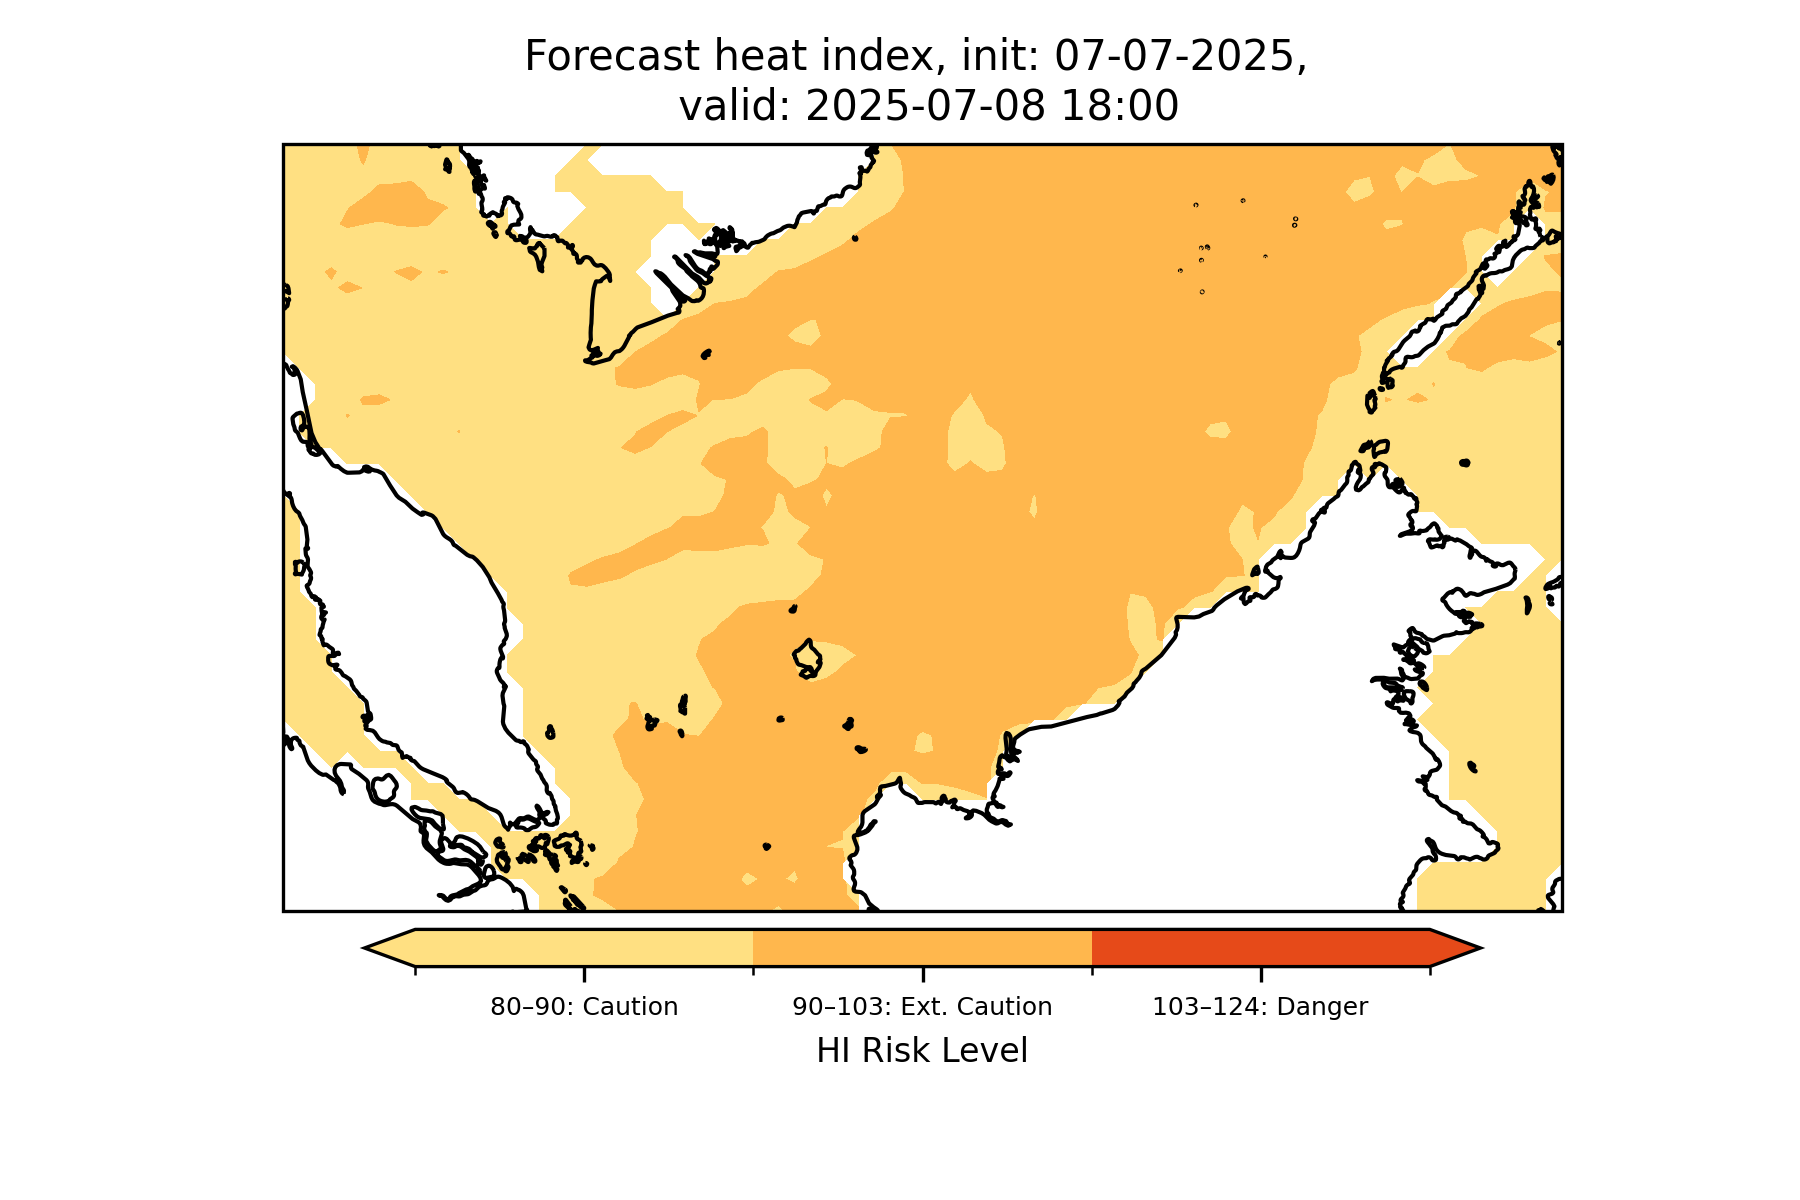 Forecast heat index, init: 07-07-2025,
valid: 2025-07-08 18:00
80–90: Caution
90–103: Ext. Caution
103–124: Danger
HI Risk Level